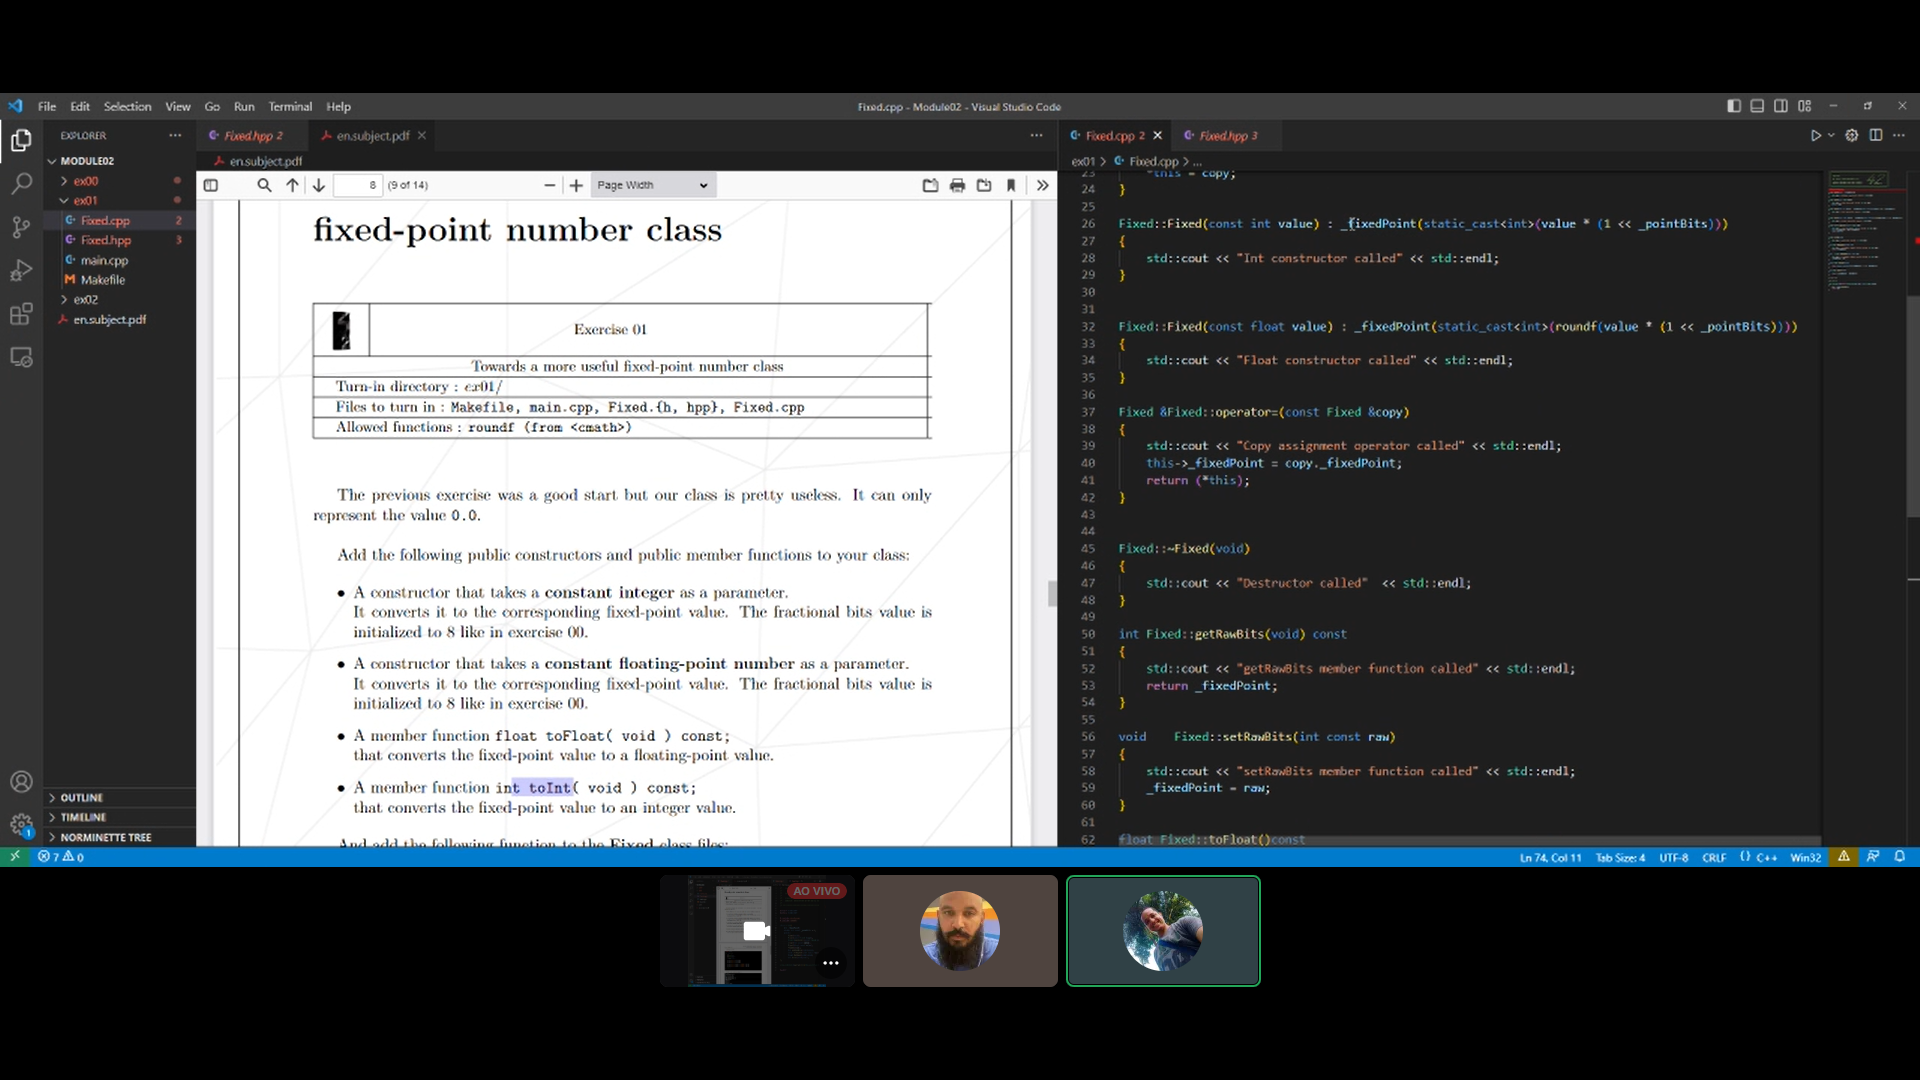 File Edit Selection View Go Run Terminal Help
Fixed.cpp - Module02 - Visual Studio Code
EXPLORER
MODULE02
ex00
ex01
Fixed.cpp 2
Fixed.hpp 3
main.cpp
Makefile
ex02
en.subject.pdf
OUTLINE
TIMELINE
NORMINETTE TREE
Fixed.hpp 2
en.subject.pdf
en.subject.pdf
8 (9 of 14)
Page Width
fixed-point number class
Exercise 01
Towards a more useful fixed-point number class
Turn-in directory : ex01/
Files to turn in : Makefile, main.cpp, Fixed.{h, hpp}, Fixed.cpp
Allowed functions : roundf (from <cmath>)
The previous exercise was a good start but our class is pretty useless. It can only
represent the value 0.0.
Add the following public constructors and public member functions to your class:
• A constructor that takes a constant integer as a parameter.
It converts it to the corresponding fixed-point value. The fractional bits value is
initialized to 8 like in exercise 00.
• A constructor that takes a constant floating-point number as a parameter.
It converts it to the corresponding fixed-point value. The fractional bits value is
initialized to 8 like in exercise 00.
• A member function float toFloat( void ) const;
that converts the fixed-point value to a floating-point value.
• A member function int toInt( void ) const;
that converts the fixed-point value to an integer value.
And add the following function to the Fixed class files:
Fixed.cpp 2
Fixed.hpp 3
ex01 > Fixed.cpp > ...
23 *this = copy;
24 }
25
26 Fixed::Fixed(const int value) : _fixedPoint(static_cast<int>(value * (1 << _pointBits)))
27 {
28 std::cout << "Int constructor called" << std::endl;
29 }
30
31
32 Fixed::Fixed(const float value) : _fixedPoint(static_cast<int>(roundf(value * (1 << _pointBits))))
33 {
34 std::cout << "Float constructor called" << std::endl;
35 }
36
37 Fixed &Fixed::operator=(const Fixed &copy)
38 {
39 std::cout << "Copy assignment operator called" << std::endl;
40 this->_fixedPoint = copy._fixedPoint;
41 return (*this);
42 }
43
44
45 Fixed::~Fixed(void)
46 {
47 std::cout << "Destructor called"  << std::endl;
48 }
49
50 int Fixed::getRawBits(void) const
51 {
52 std::cout << "getRawBits member function called" << std::endl;
53 return _fixedPoint;
54 }
55
56 void Fixed::setRawBits(int const raw)
57 {
58 std::cout << "setRawBits member function called" << std::endl;
59 _fixedPoint = raw;
60 }
61
62 float Fixed::toFloat()const
7 0
Ln 74, Col 11 Tab Size: 4 UTF-8 CRLF {} C++ Win32
1
AO VIVO